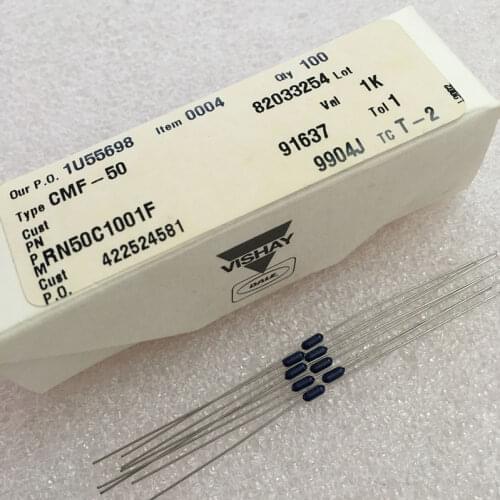 Our P.O. 1U55698 Item 0004 Qty 100
Type CMF-50 82033254 Lot
Cust PN Val 1K
P M RN50C1001F 91637 Tol 1
Cust P.O. 422524581 9904J TC T-2
VISHAY
DALE